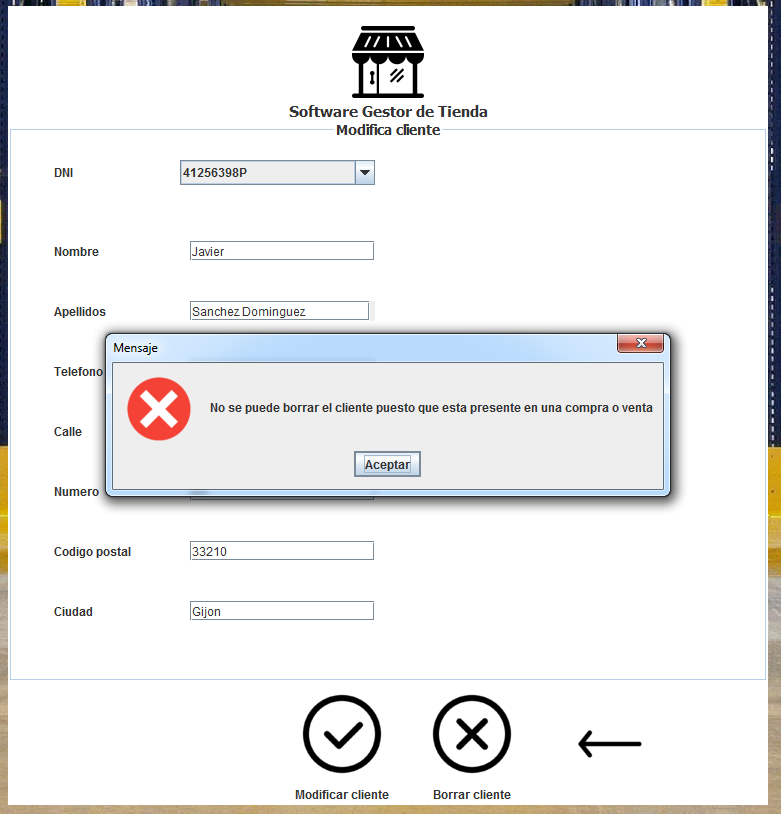 Software Gestor de Tienda
Modifica cliente
DNI 41256398P
Nombre Javier
Apellidos Sanchez Dominguez
Mensaje
Telefono
No se puede borrar el cliente puesto que esta presente en una compra o venta
Calle
Aceptar
Numero
Codigo postal 33210
Ciudad Gijon
Modificar cliente Borrar cliente